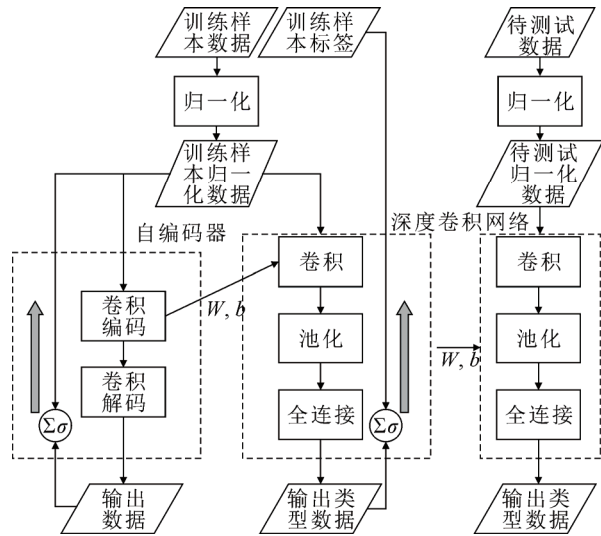 训练样
本数据
训练样
本标签
待测试
数据
归一化
归一化
训练样
本归一
化数据
待测试
归一化
数据
自编码器
深度卷积网络
卷积
编码
卷积
解码
Σσ
输出
数据
W, b
卷积
池化
全连接
Σσ
输出类
型数据
W, b
卷积
池化
全连接
输出类
型数据